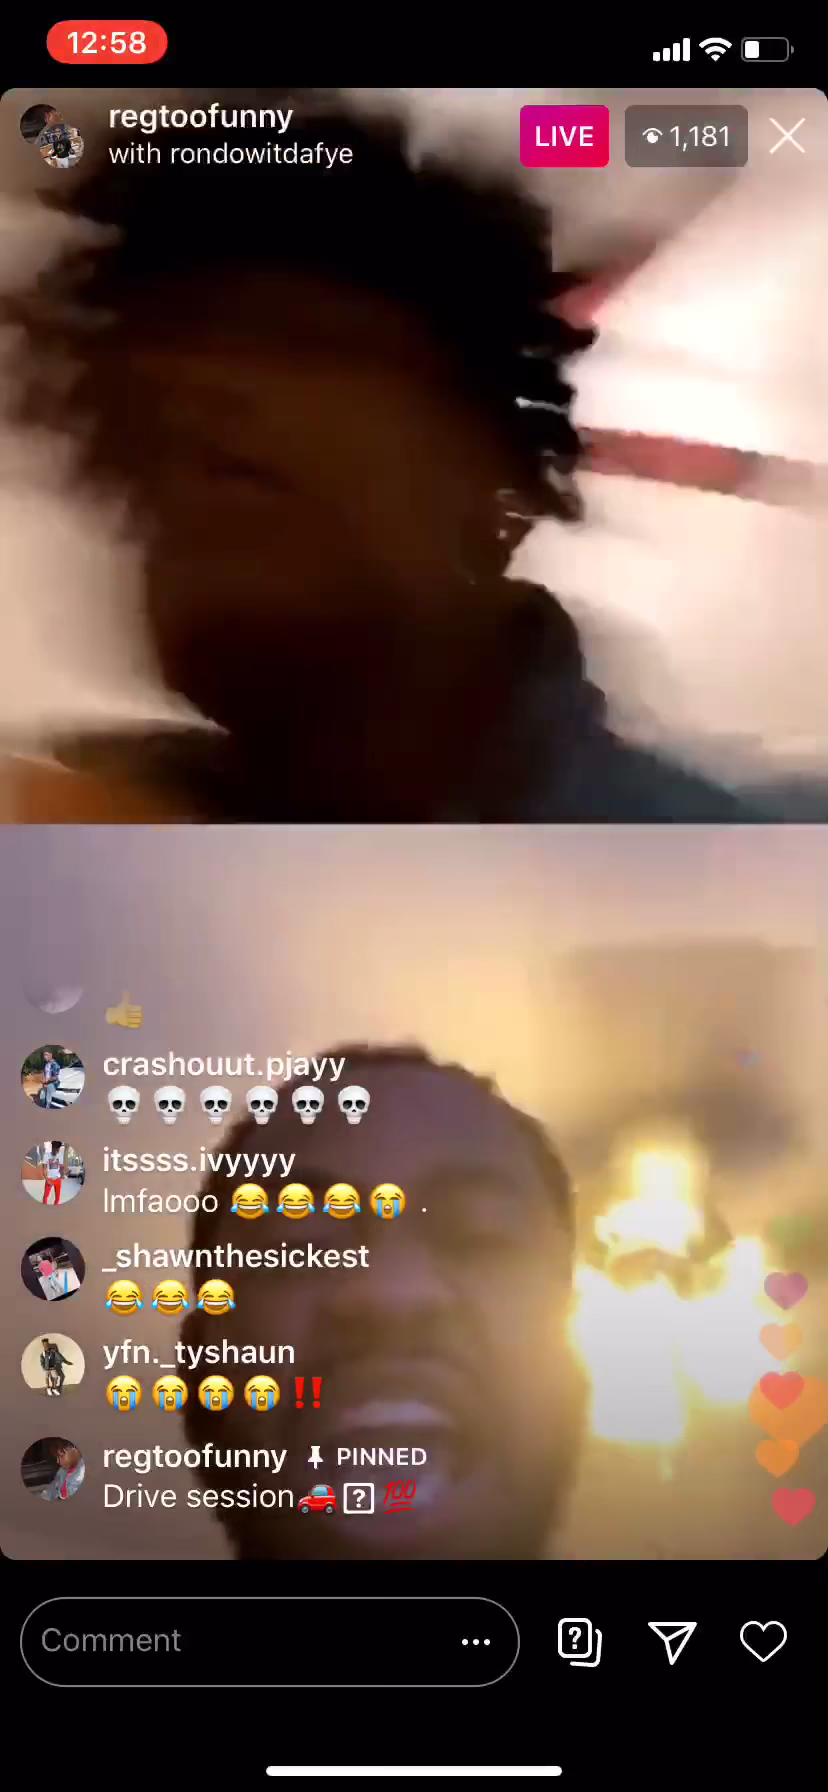 12:58
regtoofunny
with rondowitdafye
LIVE
1,181
crashouut.pjayy
💀💀💀💀💀💀
itssss.ivyyyy
lmfaooo 😂😂😂😭 .
_shawnthesickest
😂😂😂
yfn._tyshaun
😭😭😭😭‼️
regtoofunny 📌 PINNED
Drive session🚗⍰💯
Comment